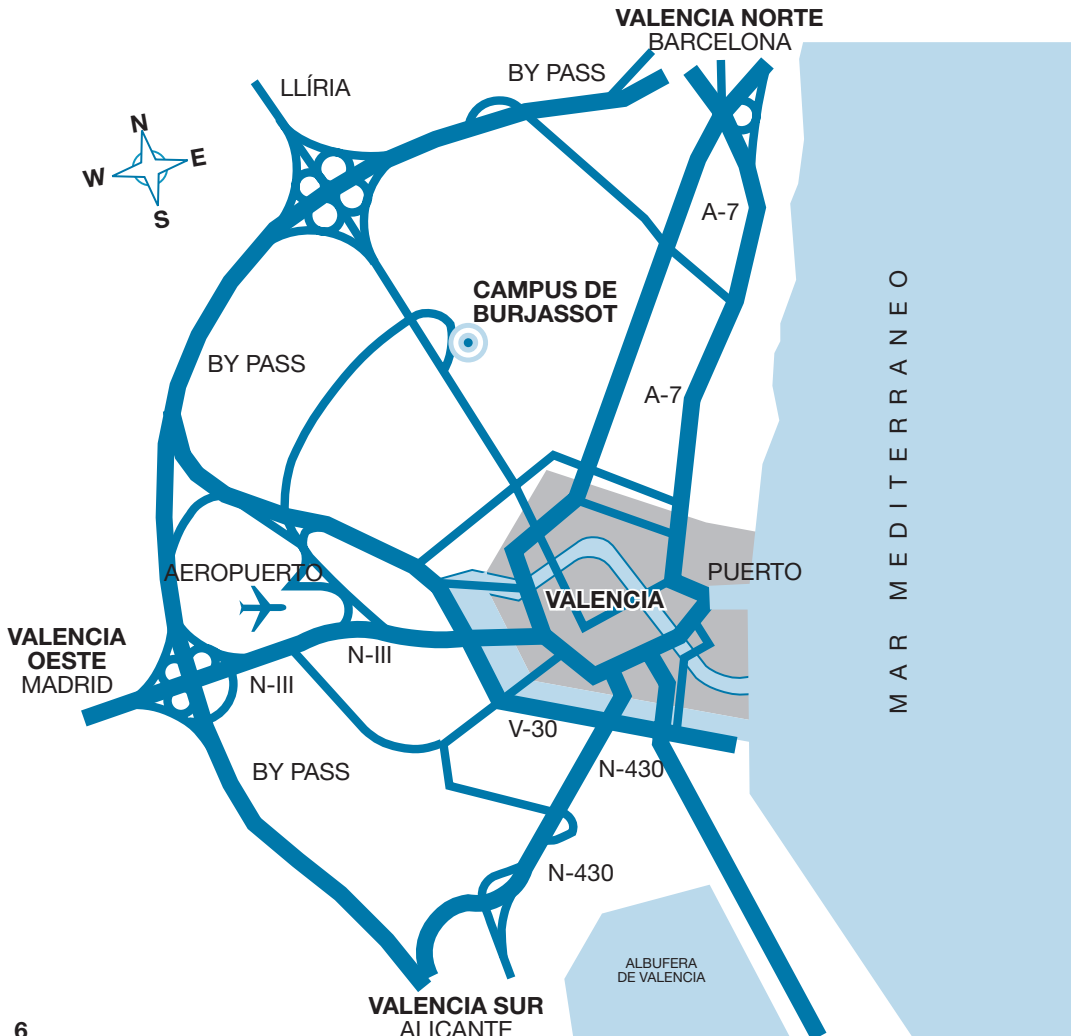 VALENCIA NORTE
BARCELONA
BY PASS
LLÍRIA
N
E
W
S
A-7
CAMPUS DE
BURJASSOT
BY PASS
A-7
MAR MEDITERRANEO
AEROPUERTO
PUERTO
VALENCIA
VALENCIA
OESTE
MADRID
N-III
N-III
V-30
BY PASS
N-430
N-430
ALBUFERA
DE VALENCIA
VALENCIA SUR
ALICANTE
6